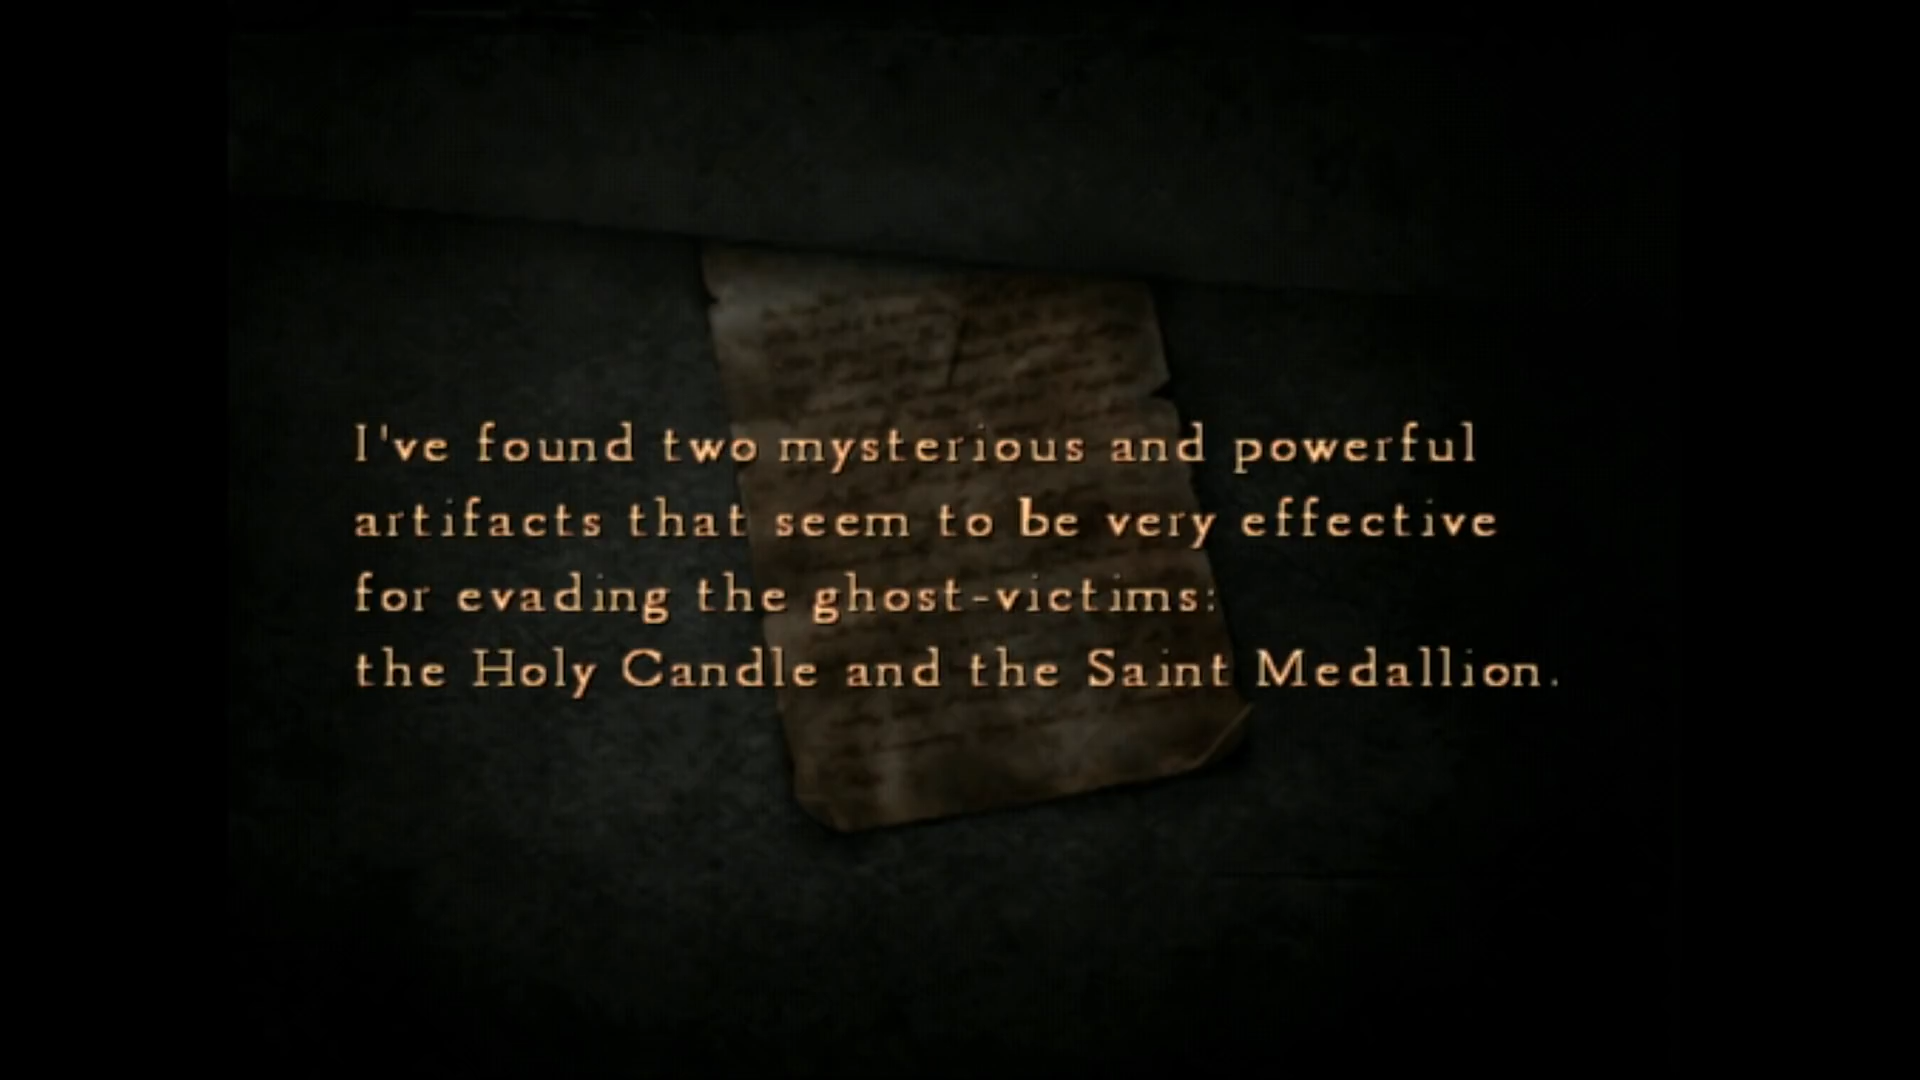 I've found two mysterious and powerful
artifacts that seem to be very effective
for evading the ghost-victims:
the Holy Candle and the Saint Medallion.